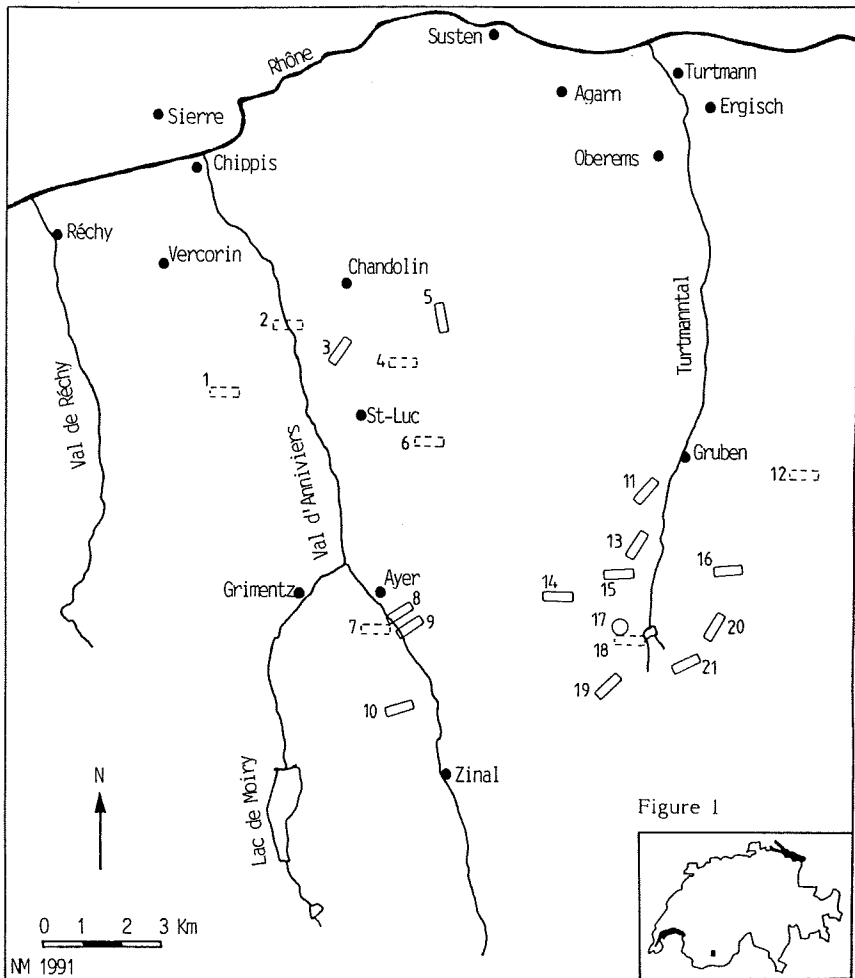 Susten
Rhône
Turtmann
Agarn
Ergisch
Sierre
Oberems
Chippis
Réchy
Vercorin
Chandolin
5
2
3
4
Turtmanntal
1
Val de Réchy
St-Luc
6
Gruben
12
11
Val d'Anniviers
13
16
15
14
Grimentz
Ayer
8
17
7
9
20
18
21
19
10
Zinal
N
Lac de Moiry
Figure 1
0 1 2 3 Km
NM 1991